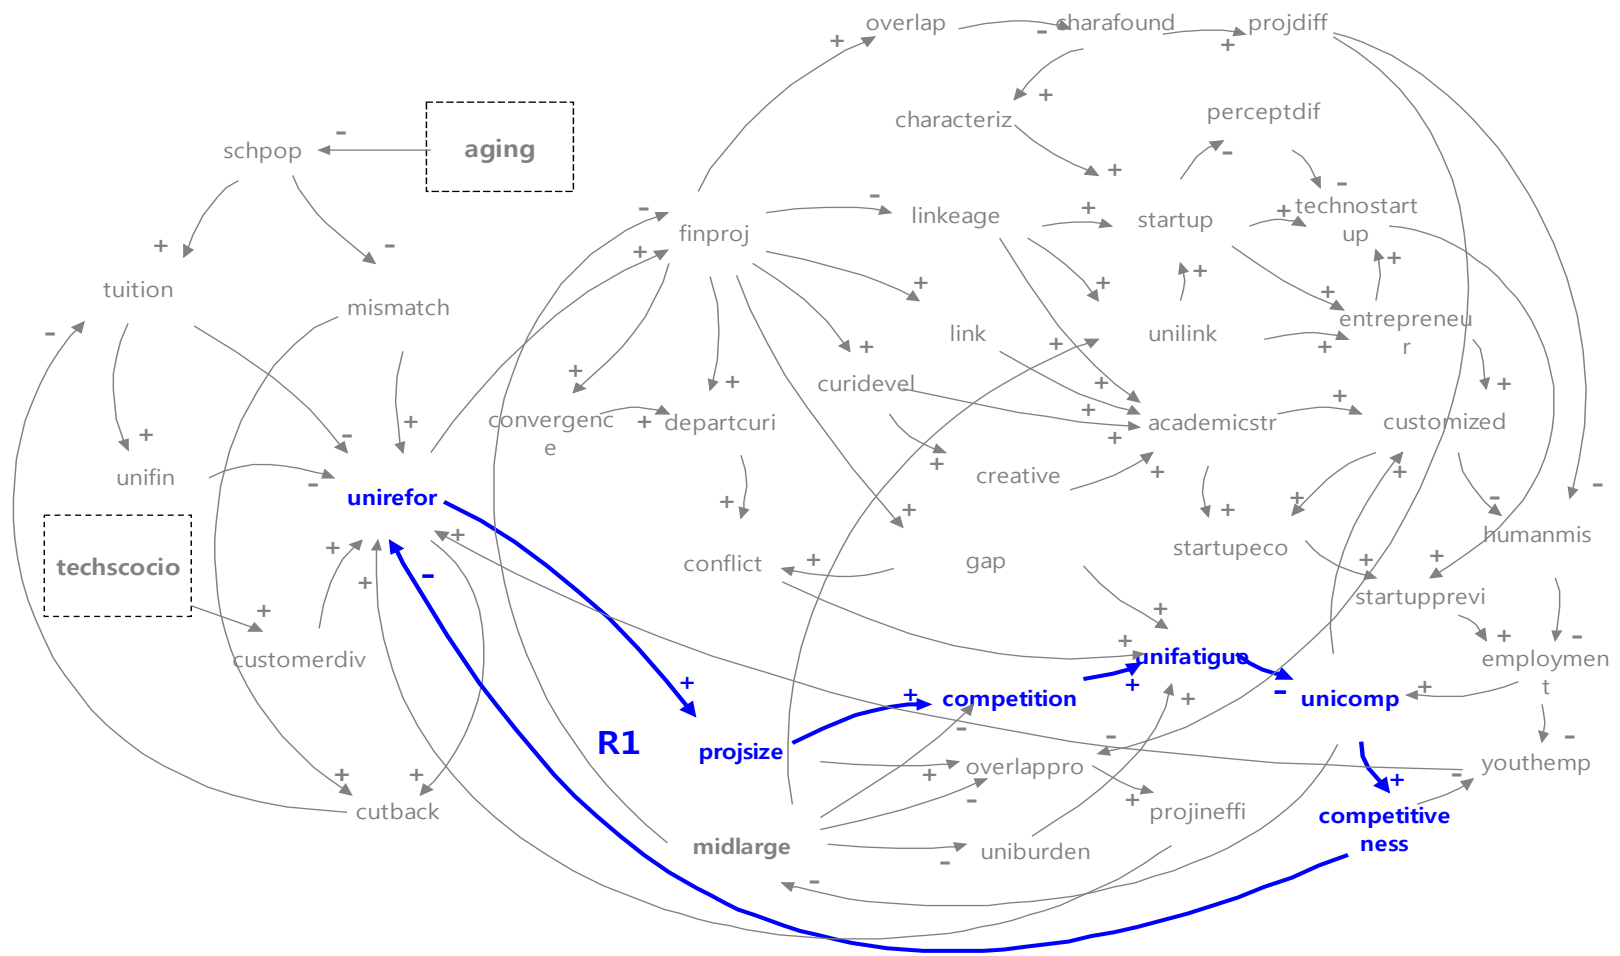 overlap
charafound
projdiff
characteriz
perceptdif
schpop
aging
linkeage
startup
technostart
up
finproj
tuition
mismatch
link
unilink
entrepreneu
r
curidevel
convergenc
e
departcuri
academicstr
customized
unifin
creative
unirefor
humanmis
techscocio
conflict
gap
startupeco
startupprevi
customerdiv
unifatiguo
employmen
t
competition
unicomp
R1
projsize
overlappro
youthemp
cutback
projineffi
competitive
ness
midlarge
uniburden